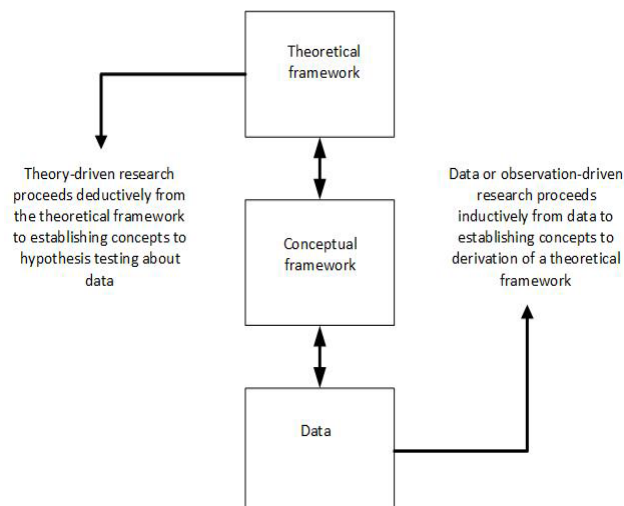 Theoretical
framework
Theory-driven research
proceeds deductively from
the theoretical framework
to establishing concepts to
hypothesis testing about
data
Data or observation-driven
research proceeds
inductively from data to
establishing concepts to
derivation of a theoretical
framework
Conceptual
framework
Data